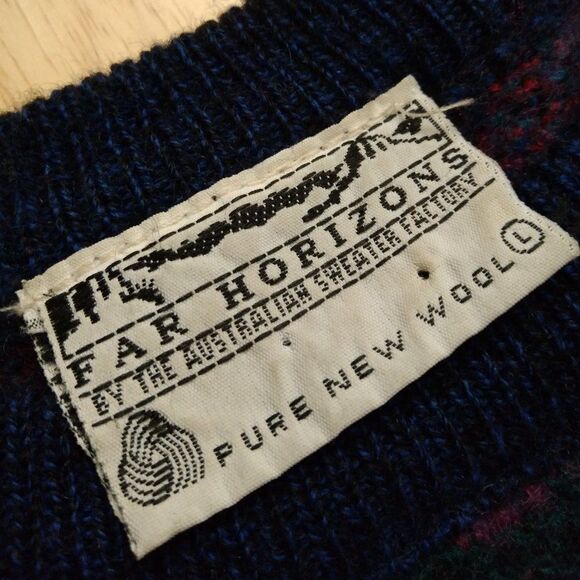 FAR HORIZONS
BY THE AUSTRALIAN SWEATER FACTORY
PURE NEW WOOL L